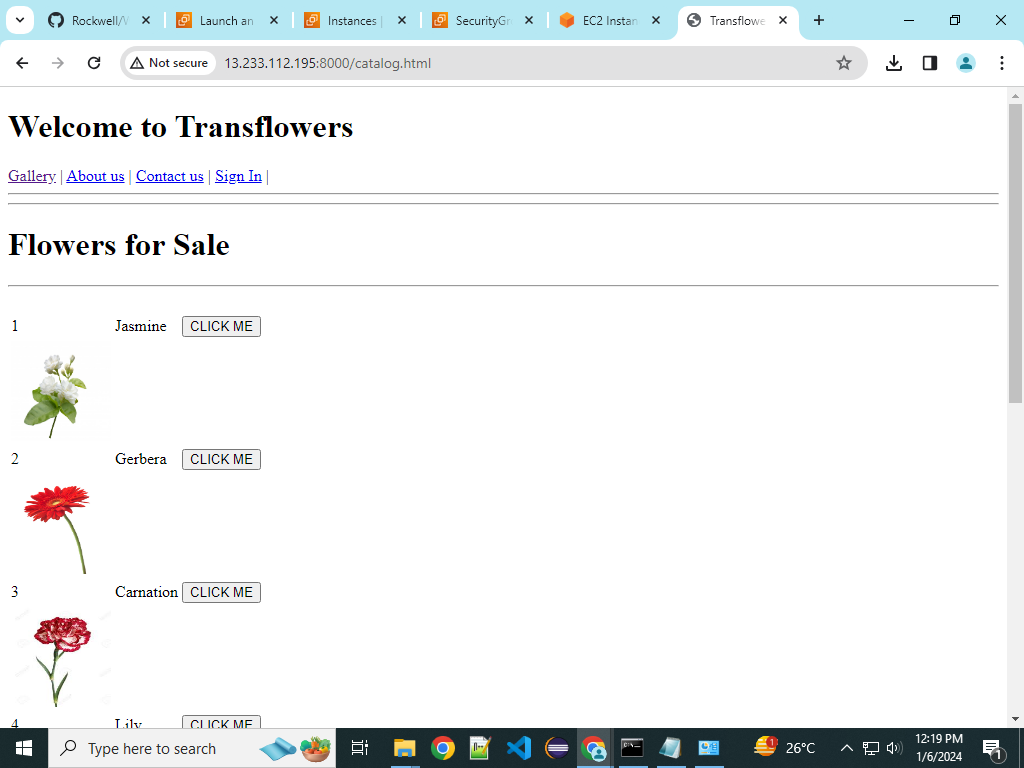 Rockwell/W
Launch an
Instances |
SecurityGr
EC2 Instan
Transflowe
Not secure
13.233.112.195:8000/catalog.html
Welcome to Transflowers
Gallery | About us | Contact us | Sign In |
Flowers for Sale
1 Jasmine CLICK ME
2 Gerbera CLICK ME
3 Carnation CLICK ME
4 Lily CLICK ME
Type here to search
1
26°C
12:19 PM
1/6/2024
1